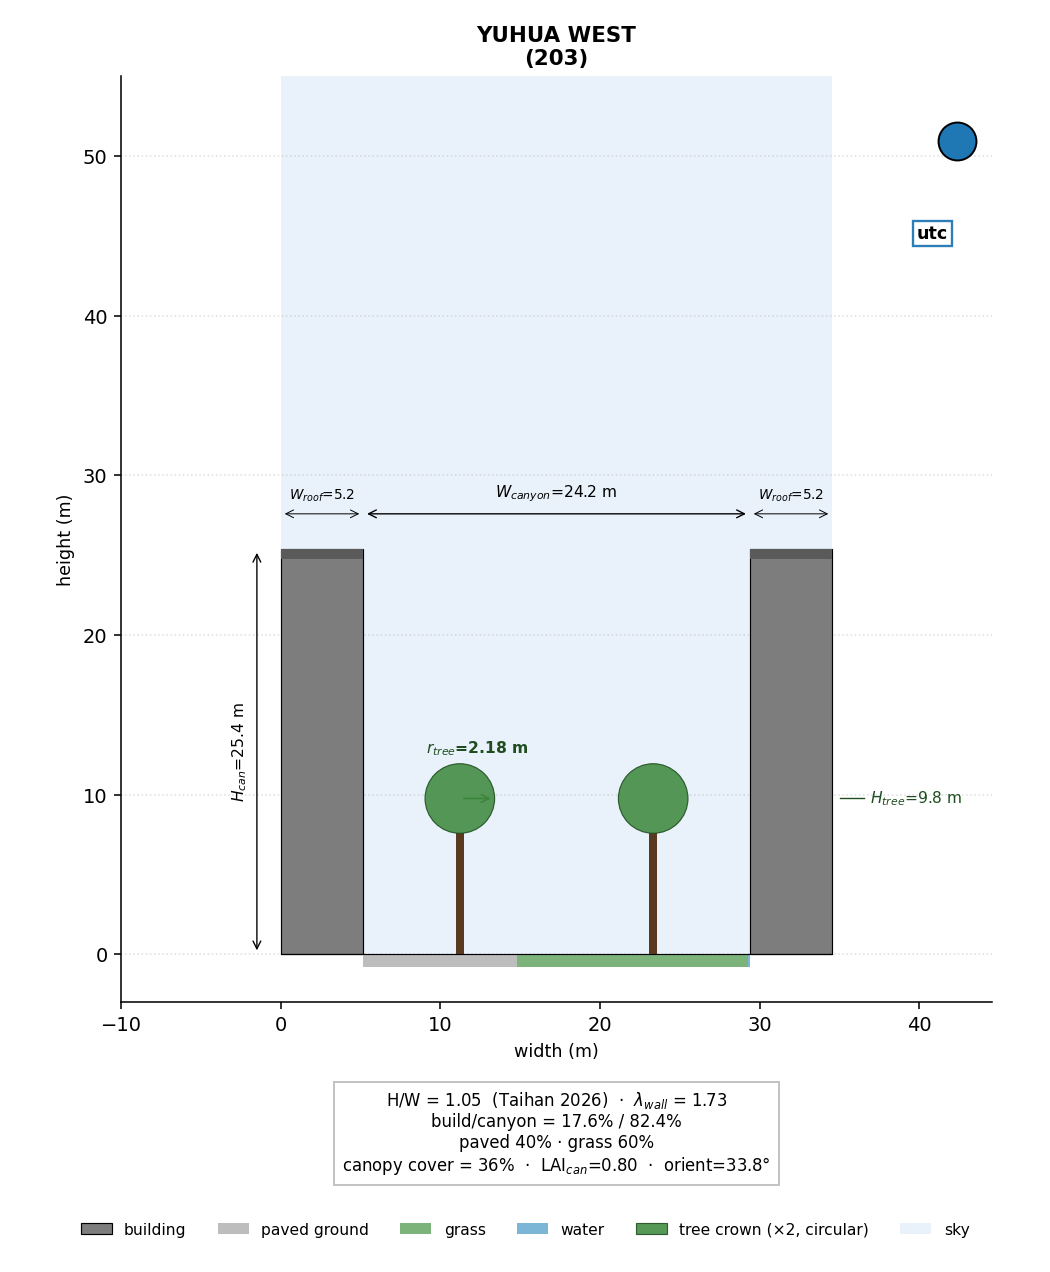 YUHUA WEST
(203)
50
40
30
20
10
0
height (m)
utc
W_roof=5.2
W_canyon=24.2 m
W_roof=5.2
H_can=25.4 m
r_tree=2.18 m
H_tree=9.8 m
−10
0
10
20
30
40
width (m)
H/W = 1.05 (Taihan 2026) · λ_wall = 1.73
build/canyon = 17.6% / 82.4%
paved 40% · grass 60%
canopy cover = 36% · LAI_can=0.80 · orient=33.8°
building
paved ground
grass
water
tree crown (×2, circular)
sky